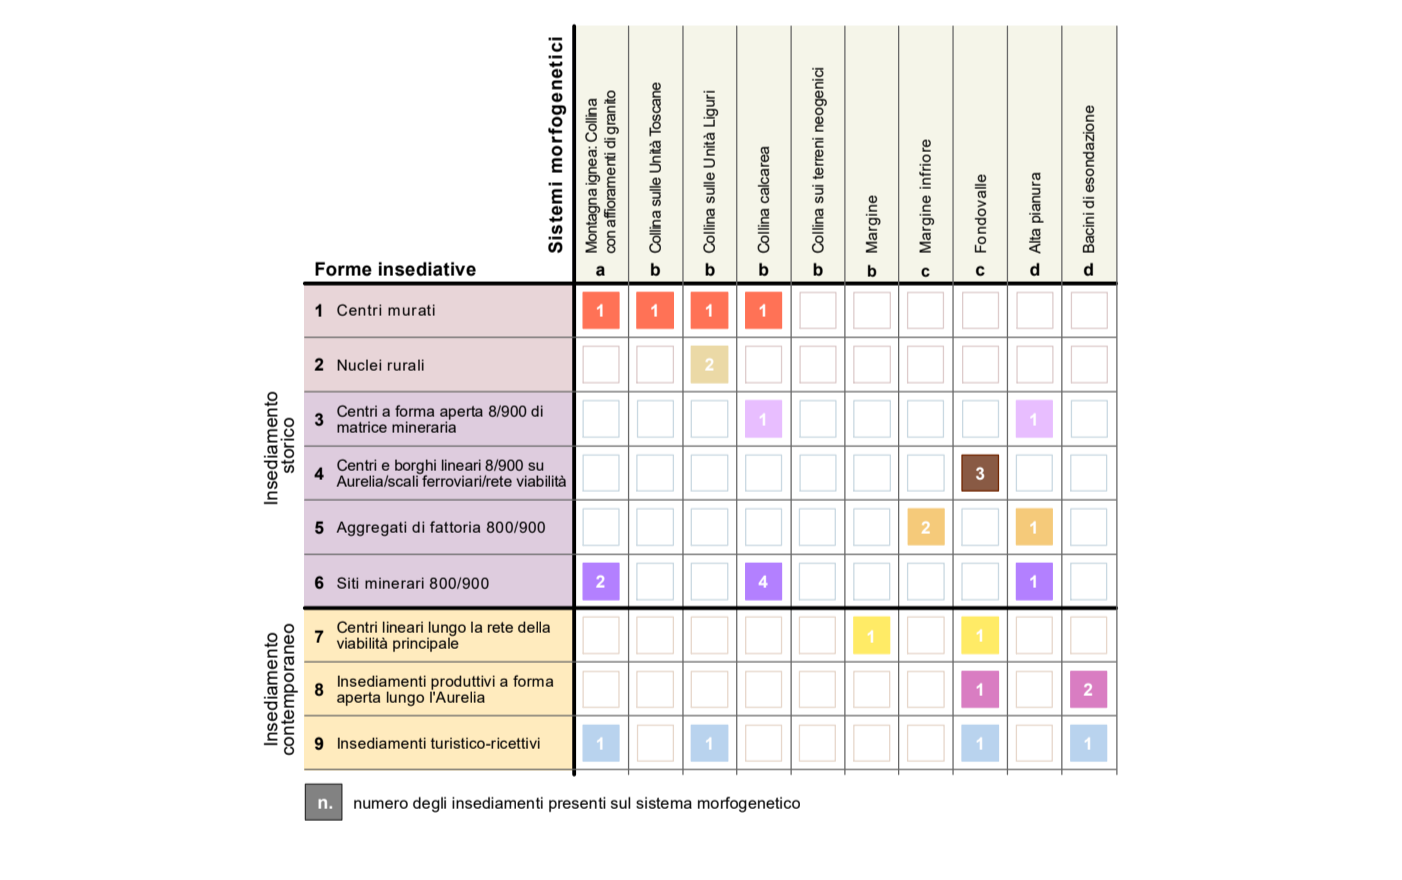 Sistemi morfogenetici
Montagna ignea: Collina
con affioramenti di granito
Collina sulle Unità Toscane
Collina sulle Unità Liguri
Collina calcarea
Collina sui terreni neogenici
Margine
Margine infriore
Fondovalle
Alta pianura
Bacini di esondazione
Forme insediative
a b b b b b c c d d
Insediamento
storico
1 Centri murati 1 1 1 1
2 Nuclei rurali 2
3 Centri a forma aperta 8/900 di
matrice mineraria 1 1
4 Centri e borghi lineari 8/900 su
Aurelia/scali ferroviari/rete viabilità 3
5 Aggregati di fattoria 800/900 2 1
6 Siti minerari 800/900 2 4 1
Insediamento
contemporaneo
7 Centri lineari lungo la rete della
viabilità principale 1 1
8 Insediamenti produttivi a forma
aperta lungo l'Aurelia 1 2
9 Insediamenti turistico-ricettivi 1 1 1 1
n. numero degli insediamenti presenti sul sistema morfogenetico